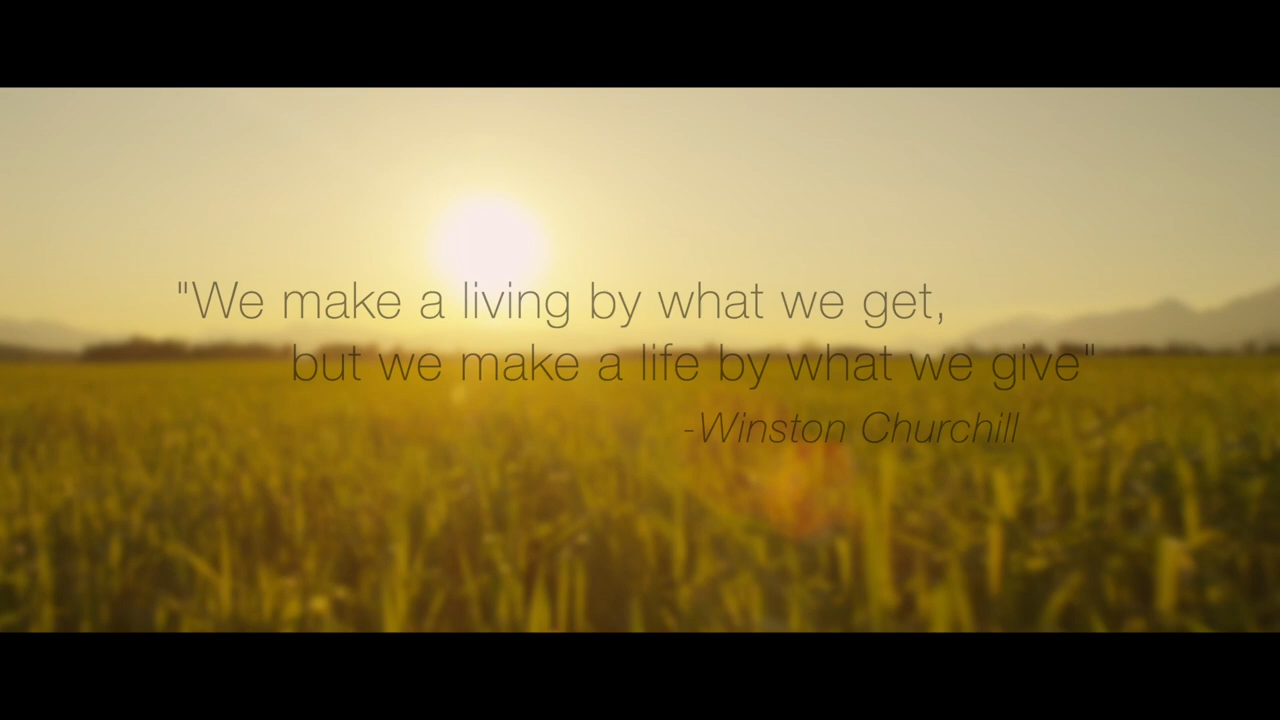 "We make a living by what we get,
but we make a life by what we give"
-Winston Churchill